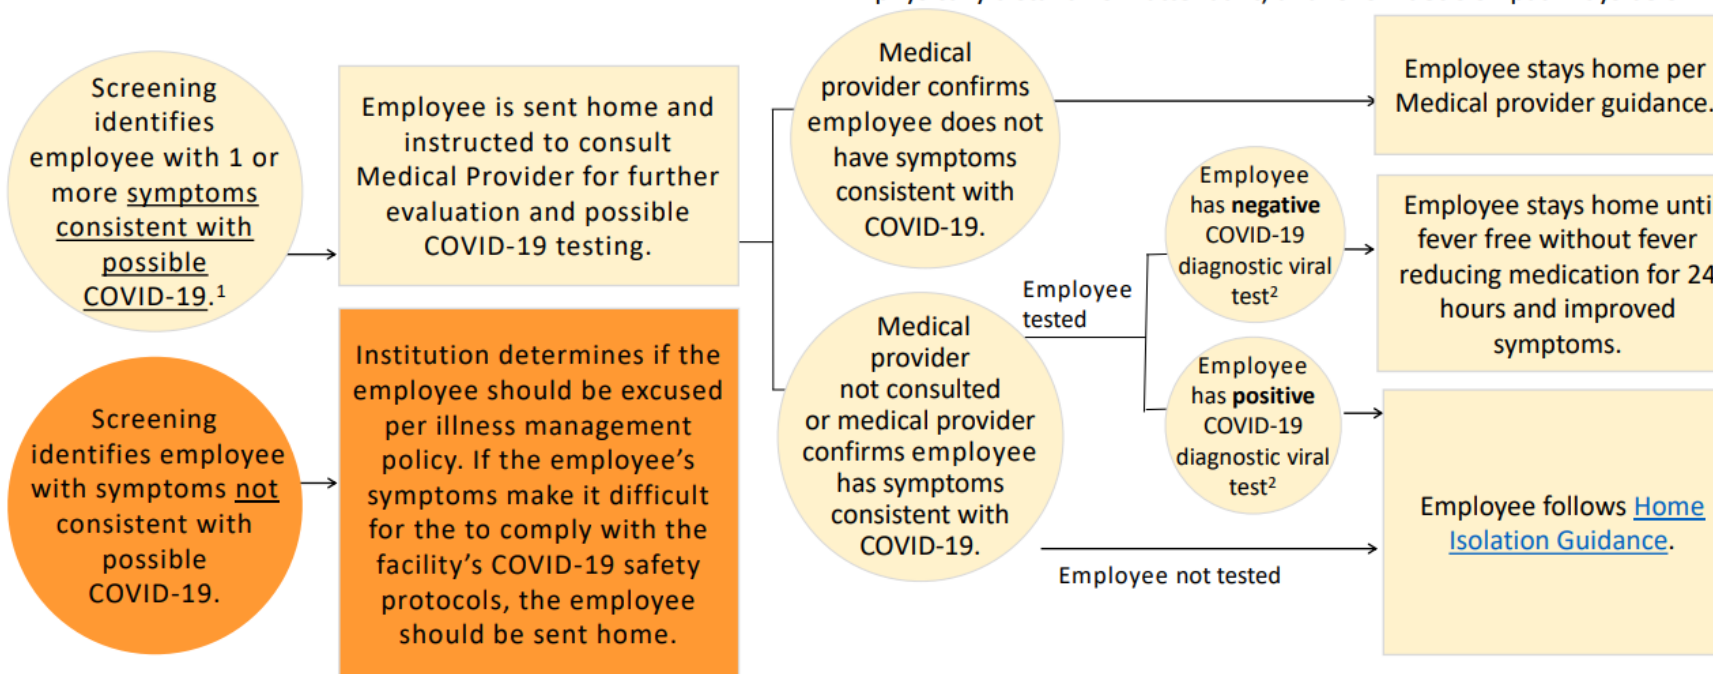 Screening
identifies
employee with 1 or
more symptoms
consistent with
possible
COVID-19.¹
Employee is sent home and
instructed to consult
Medical Provider for further
evaluation and possible
COVID-19 testing.
Medical
provider confirms
employee does not
have symptoms
consistent with
COVID-19.
Employee stays home per
Medical provider guidance.
Screening
identifies employee
with symptoms not
consistent with
possible
COVID-19.
Institution determines if the
employee should be excused
per illness management
policy. If the employee’s
symptoms make it difficult
for the to comply with the
facility’s COVID-19 safety
protocols, the employee
should be sent home.
Medical
provider
not consulted
or medical provider
confirms employee
has symptoms
consistent with
COVID-19.
Employee
tested
Employee
has negative
COVID-19
diagnostic viral
test²
Employee stays home until
fever free without fever
reducing medication for 24
hours and improved
symptoms.
Employee
has positive
COVID-19
diagnostic viral
test²
Employee not tested
Employee follows Home
Isolation Guidance.